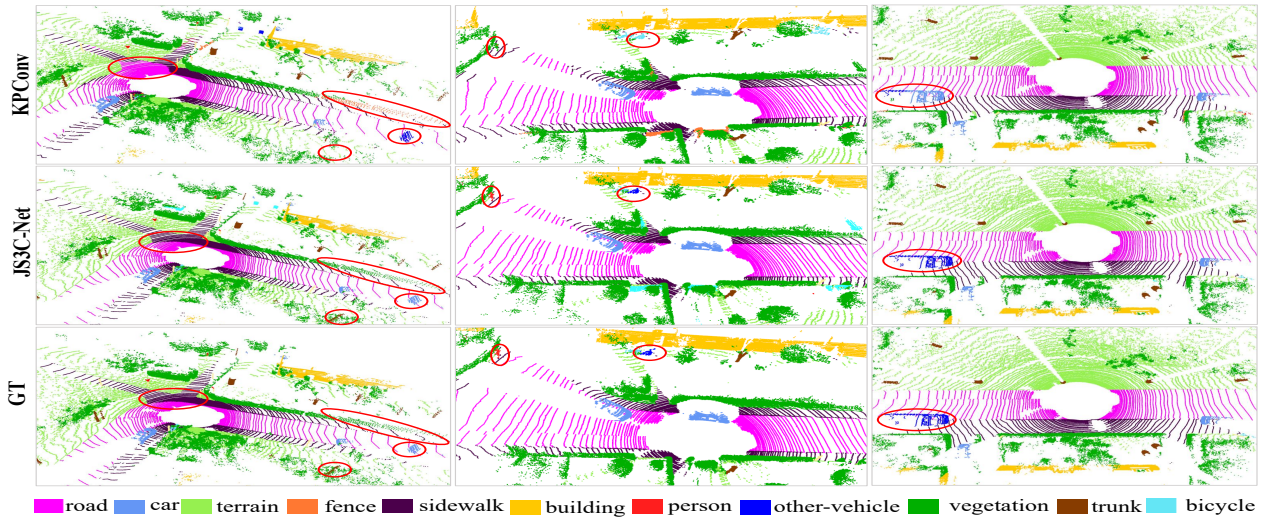 KPConv
JS3C-Net
GT
road car terrain fence sidewalk building person other-vehicle vegetation trunk bicycle